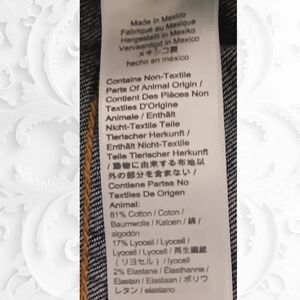 Made in Mexico
Fabriqué au Mexique
Hergestellt in Mexiko
Vervaardigd in Mexico
メキシコ製
hecho en méxico
Contains Non-Textile
Parts Of Animal Origin /
Contient Des Pièces Non
Textiles D'Origine
Animale / Enthält
Nicht-Textile Teile
Tierischer Herkunft /
Enthält Nicht-Textile
Teile Tierischer Herkunft
/ 動物に由来する布地以
外の部分を含まない /
Contiene Partes No
Textiles De Origen
Animal:
81% Cotton / Coton /
Baumwolle / Katoen / 綿 /
algodón
17% Lyocell / Lyocell /
Lyocell / Lyocell / 再生繊維
(リヨセル) / lyocell
2% Elastane / Élasthanne /
Elastan / Elastaan / ポリウ
レタン / elastano